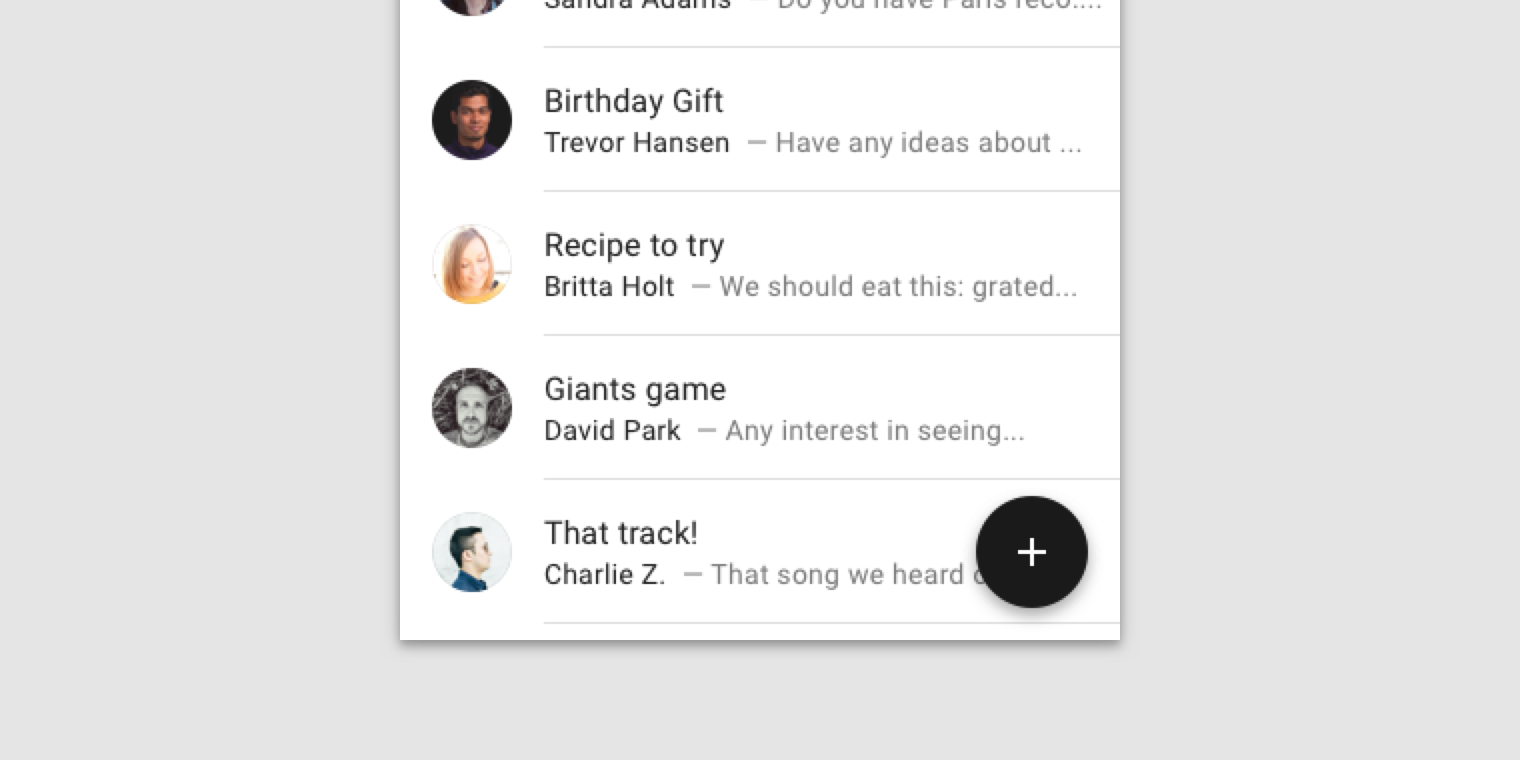 Sandra Adams — Do you have Paris reco....
Birthday Gift
Trevor Hansen — Have any ideas about ...
Recipe to try
Britta Holt — We should eat this: grated...
Giants game
David Park — Any interest in seeing...
That track!
Charlie Z. — That song we heard